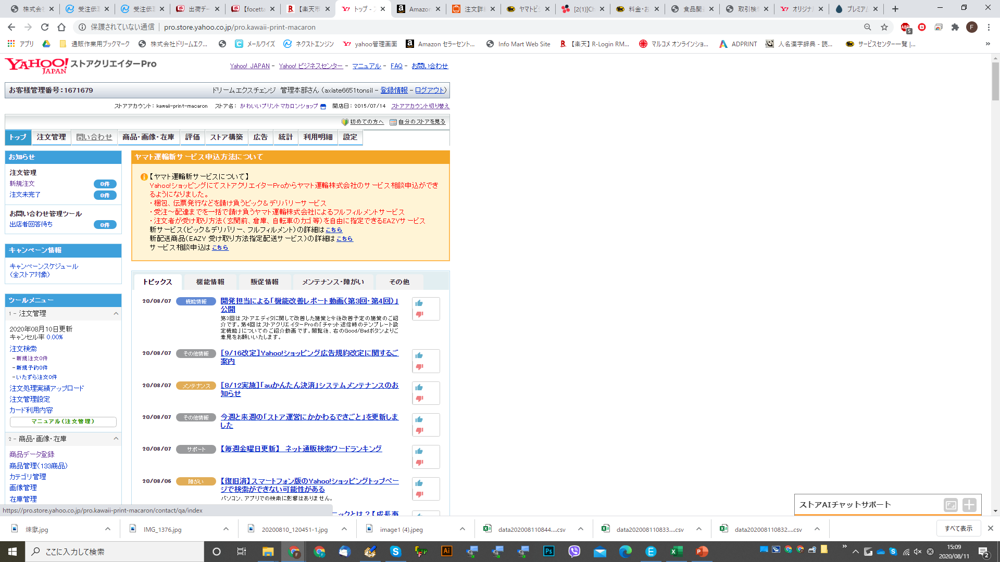 株式会社
受注伝票
受注伝票
出荷デー
【focetta
【楽天市
トップ - ス
Amazon
注文詳細
ヤマトビジ
[2(1)]Ch
料金・お
食品関連
取引検索
オリジナル
プレミアム
保護されていない通信 | pro.store.yahoo.co.jp/pro.kawaii-print-macaron
アプリ
通販作業用ブックマーク
株式会社ドリームエク...
メールワイズ
ネクストエンジン
yahoo管理画面
Amazon セラーセント...
Info Mart Web Site
【楽天】R-Login RM...
マルコメ オンラインショ...
ADPRINT
人名漢字辞典 - 読...
サービスセンター一覧 |...
»
YAHOO! JAPAN ストアクリエイターPro
Yahoo! JAPAN - Yahoo! ビジネスセンター - マニュアル - FAQ - お問い合わせ
お客様管理番号：1671679
ドリームエクスチェンジ 管理本部さん （axiate6651tonsil - 登録情報 - ログアウト）
ストアアカウント： kawaii-print-macaron ストア名： かわいいプリントマカロンショップ 開店日： 2015/07/14 ストアアカウント切り替え
初めての方へ 自分のストアを見る
トップ 注文管理 問い合わせ 商品・画像・在庫 評価 ストア構築 広告 統計 利用明細 設定
お知らせ
注文管理
新規注文 0件
注文未完了 0件
お問い合わせ管理ツール
出店者回答待ち 0件
キャンペーン情報
キャンペーンスケジュール
（全ストア対象）
ツールメニュー
1 - 注文管理
2020年08月10日更新
キャンセル率 0.00%
注文検索
-新規注文0件
-新規予約0件
-いたずら注文0件
注文処理実績アップロード
注文管理設定
カード利用内容
マニュアル（注文管理）
2 - 商品・画像・在庫
商品データ登録
商品管理（133商品）
カテゴリ管理
画像管理
在庫管理
ヤマト運輸新サービス申込方法について
【ヤマト運輸新サービスについて】
Yahoo!ショッピングにてストアクリエイターProからヤマト運輸株式会社のサービス相談申込ができ
るようになりました。
・梱包、伝票発行などを請け負うピック＆デリバリーサービス
・受注～配達までを一括で請け負うヤマト運輸株式会社によるフルフィルメントサービス
・注文者が受け取り方法（玄関前、倉庫、自転車のカゴ等）を自由に指定できるEAZYサービス
新サービス（ピック＆デリバリー、フルフィルメント）の詳細はこちら
新配送商品（EAZY 受け取り方法指定配送サービス）の詳細はこちら
サービス相談申込はこちら
トピックス 機能情報 販促情報 メンテナンス・障がい その他
20/08/07 機能情報 開発担当による「機能改善レポート動画（第3回・第4回）」
公開
第3回はストアエディタに関して改善した施策と今後改善予定の施策のご紹
介です。第4回はストアクリエイターProの「チャット返信時のテンプレート設
定機能」についてのご紹介動画です。閲覧後、右のGood/Badボタンよりご
意見をお願いいたします。
20/08/07 その他情報 [9/16改定]Yahoo!ショッピング広告規約改定に関するご
案内
20/08/07 メンテナンス [8/12実施]「auかんたん決済」システムメンテナンスのお
知らせ
20/08/07 その他情報 今週と来週の「ストア運営にかかわるできごと」を更新しま
した
20/08/07 サポート 【毎週金曜日更新】 ネット通販検索ワードランキング
20/08/06 障がい 【復旧済】スマートフォン版のYahoo!ショッピングトップペー
ジで検索ができない可能性がある
パソコン、アプリでの検索に影響はありません。
ニックとは？【成長事
ストアAIチャットサポート
https://pro.store.yahoo.co.jp/pro.kawaii-print-macaron/contact/qa/index
煉獄.jpg
IMG_1376.jpg
20200810_120451-1.jpg
image1 (4).jpeg
data202008110844....csv
data202008110833....csv
data202008110832....csv
すべて表示
ここに入力して検索
15:09
2020/08/11
2